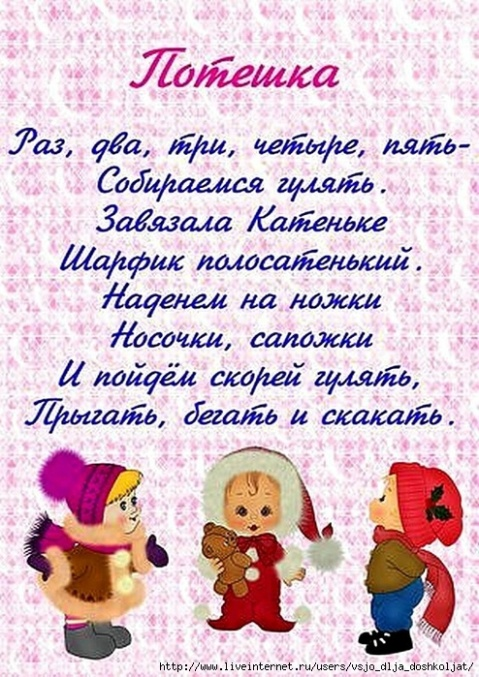 Потешка
Раз, два, три, четыре, пять-
Собираемся гулять.
Завязала Катеньке
Шарфик полосатенький.
Наденем на ножки
Носочки, сапожки
И пойдём скорей гулять,
Прыгать, бегать и скакать.
http://www.liveinternet.ru/users/vsjo_dlja_doshkoljat/